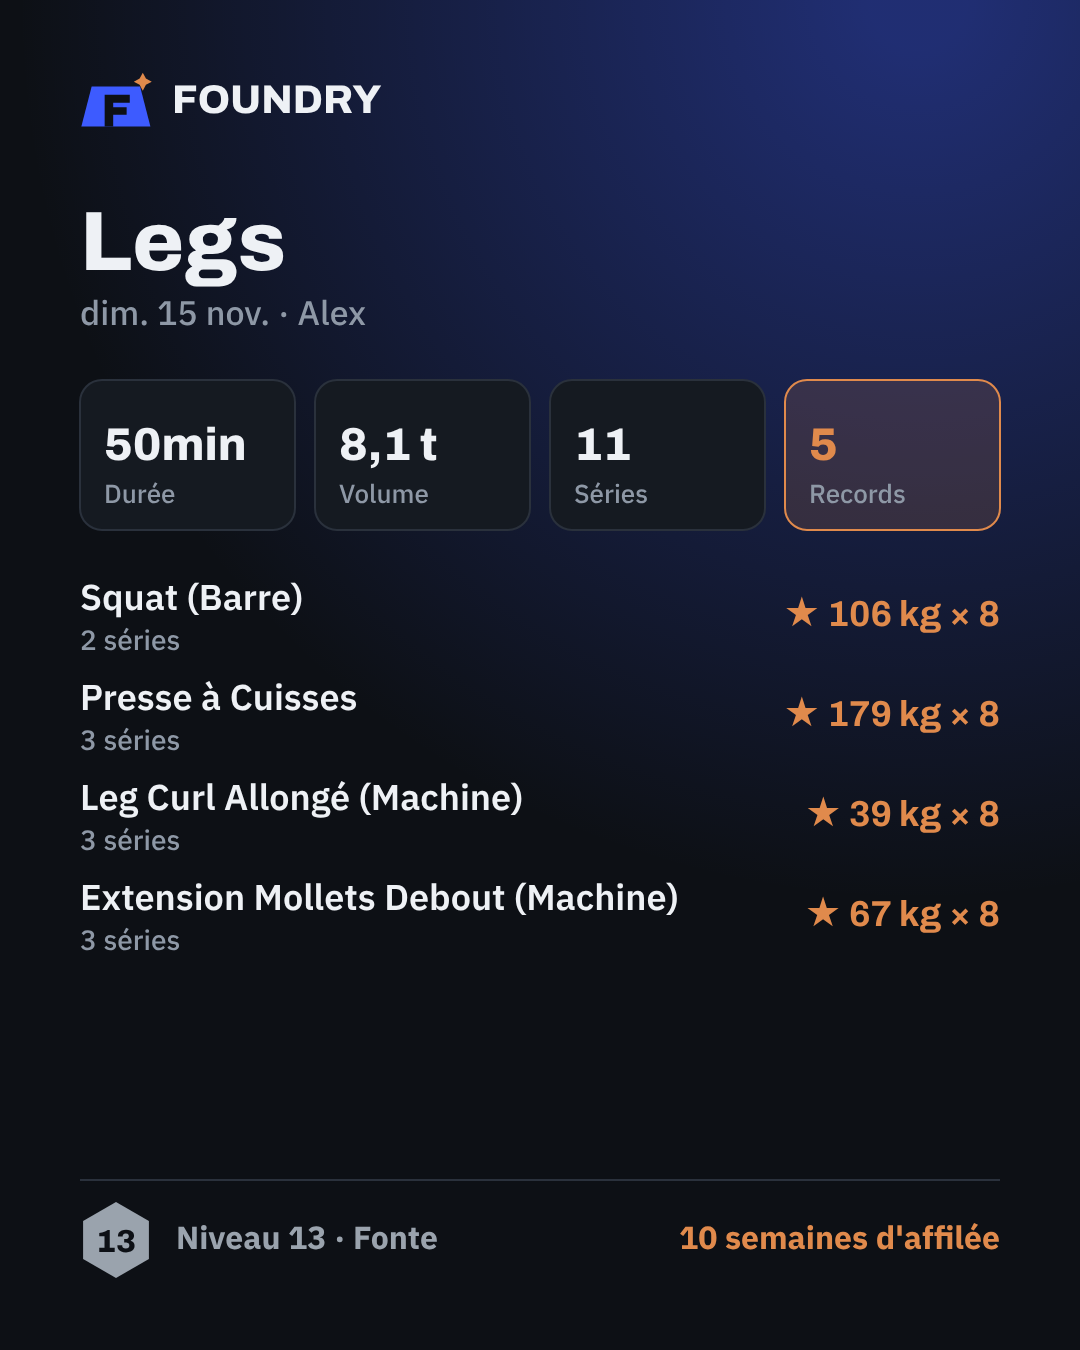 F FOUNDRY
Legs
dim. 15 nov. · Alex
50min 8,1 t 11 5
Durée Volume Séries Records
Squat (Barre)
2 séries
★ 106 kg × 8
Presse à Cuisses
3 séries
★ 179 kg × 8
Leg Curl Allongé (Machine)
3 séries
★ 39 kg × 8
Extension Mollets Debout (Machine)
3 séries
★ 67 kg × 8
13 Niveau 13 · Fonte 10 semaines d'affilée